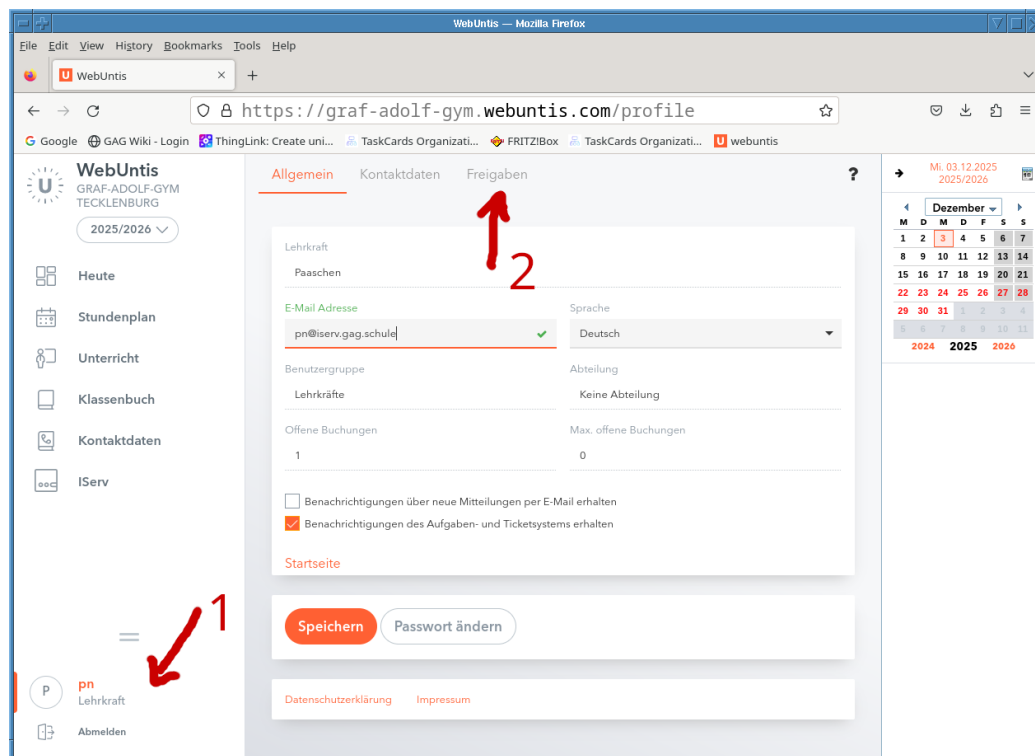 WebUntis — Mozilla Firefox
File Edit View History Bookmarks Tools Help
WebUntis
https://graf-adolf-gym.webuntis.com/profile
Google GAG Wiki - Login ThingLink: Create uni... TaskCards Organizati... FRITZ!Box TaskCards Organizati... webuntis
WebUntis
GRAF-ADOLF-GYM
TECKLENBURG
2025/2026
Heute
Stundenplan
Unterricht
Klassenbuch
Kontaktdaten
IServ
1
pn
P
Lehrkraft
Abmelden
Allgemein Kontaktdaten Freigaben ?
2
Lehrkraft
Paaschen
E-Mail Adresse Sprache
pn@iserv.gag.schule Deutsch
Benutzergruppe Abteilung
Lehrkräfte Keine Abteilung
Offene Buchungen Max. offene Buchungen
1 0
Benachrichtigungen über neue Mitteilungen per E-Mail erhalten
Benachrichtigungen des Aufgaben- und Ticketsystems erhalten
Startseite
Speichern Passwort ändern
Datenschutzerklärung Impressum
Mi. 03.12.2025
2025/2026
Dezember
M D M D F S S
1 2 3 4 5 6 7
8 9 10 11 12 13 14
15 16 17 18 19 20 21
22 23 24 25 26 27 28
29 30 31 1 2 3 4
5 6 7 8 9 10 11
2024 2025 2026